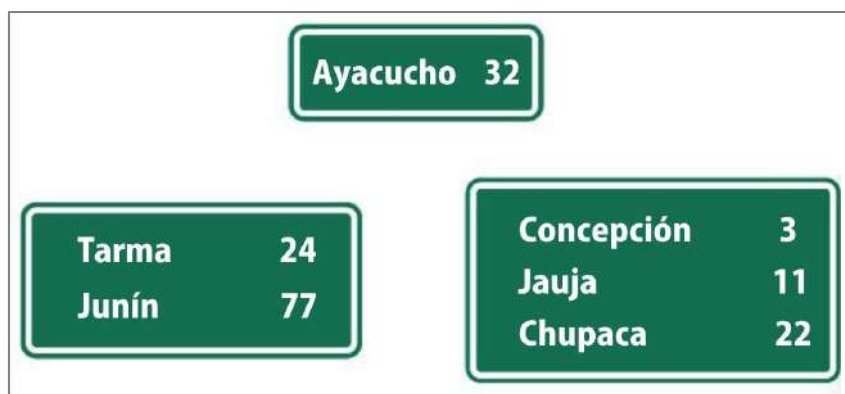 Ayacucho 32
Tarma 24
Junín 77
Concepción 3
Jauja 11
Chupaca 22